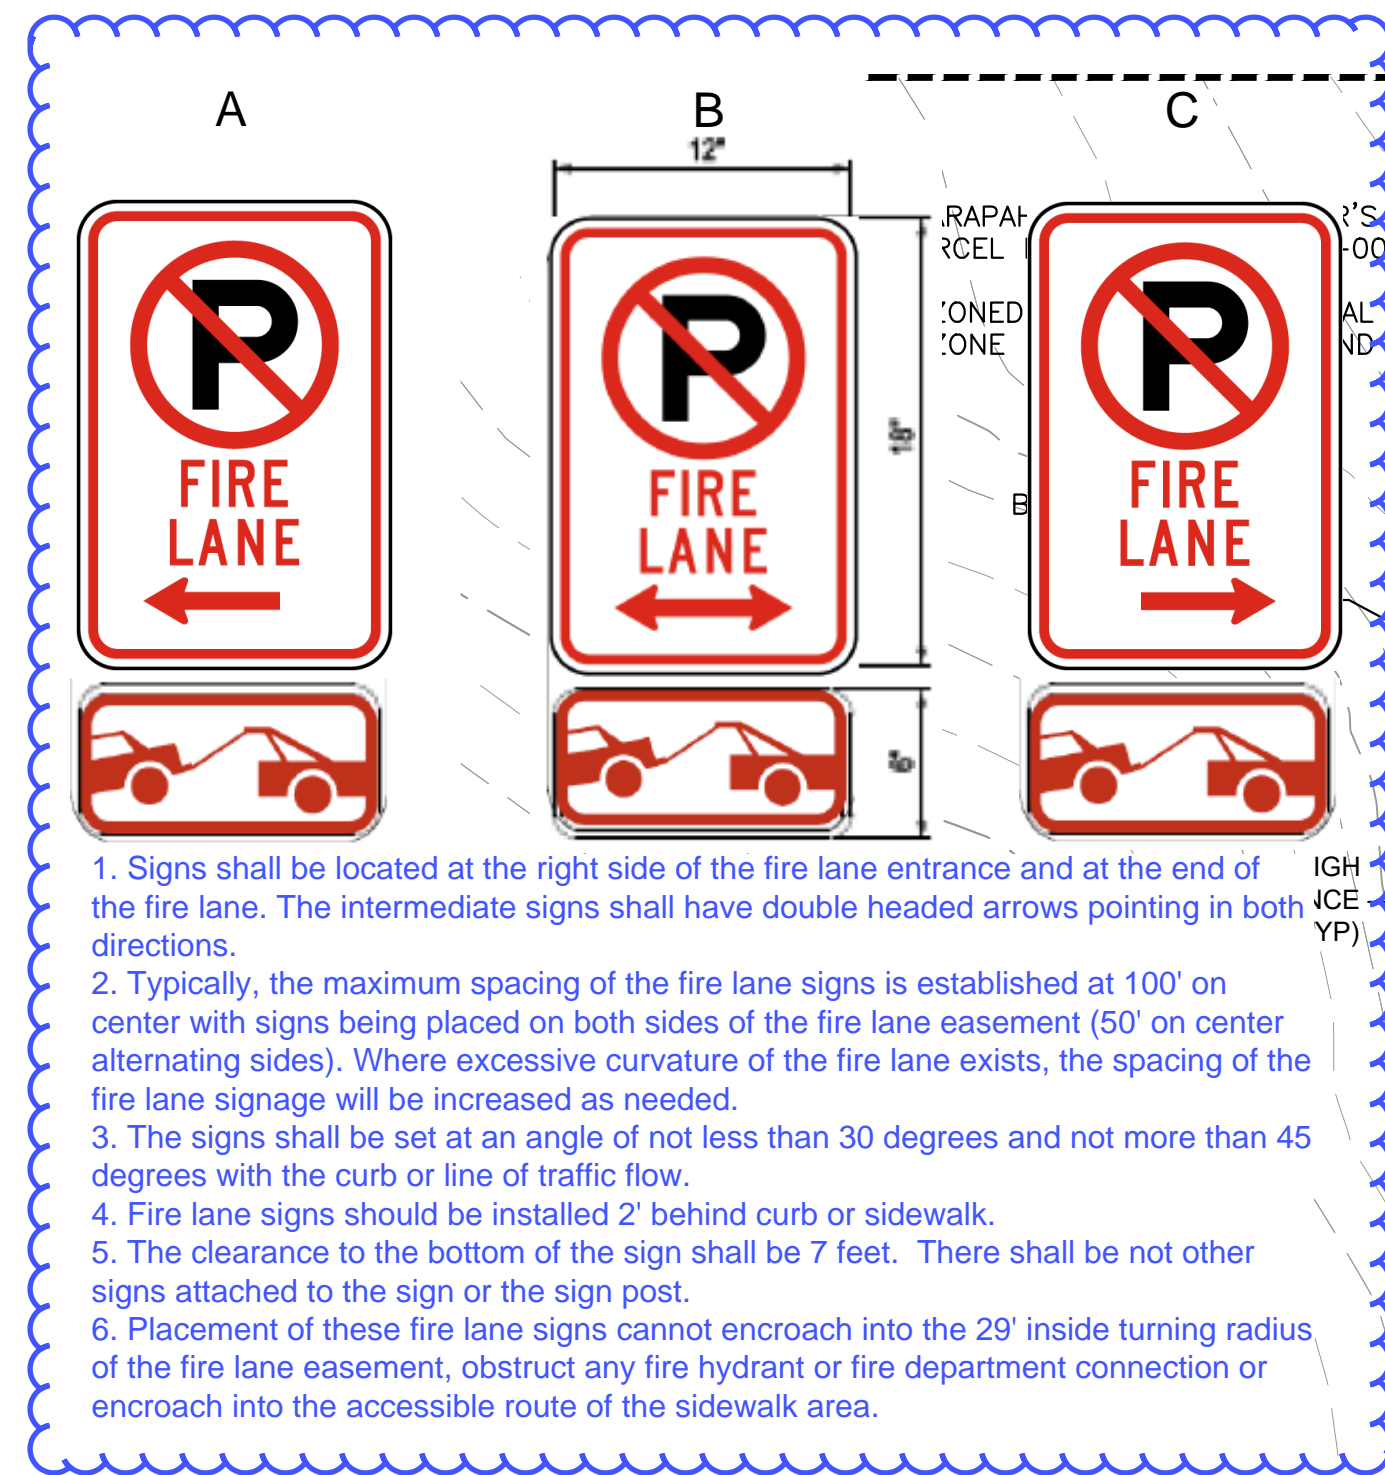 A
B
C
12"
RCEL
-00
ZONED
AL
ZONE
ND
18"
P
FIRE
LANE
P
FIRE
LANE
P
FIRE
LANE
B
6"
1. Signs shall be located at the right side of the fire lane entrance and at the end of
the fire lane. The intermediate signs shall have double headed arrows pointing in both
directions.
2. Typically, the maximum spacing of the fire lane signs is established at 100' on
center with signs being placed on both sides of the fire lane easement (50' on center
alternating sides). Where excessive curvature of the fire lane exists, the spacing of the
fire lane signage will be increased as needed.
3. The signs shall be set at an angle of not less than 30 degrees and not more than 45
degrees with the curb or line of traffic flow.
4. Fire lane signs should be installed 2' behind curb or sidewalk.
5. The clearance to the bottom of the sign shall be 7 feet.  There shall be not other
signs attached to the sign or the sign post.
6. Placement of these fire lane signs cannot encroach into the 29' inside turning radius
of the fire lane easement, obstruct any fire hydrant or fire department connection or
encroach into the accessible route of the sidewalk area.
IGH
NCE
YP)